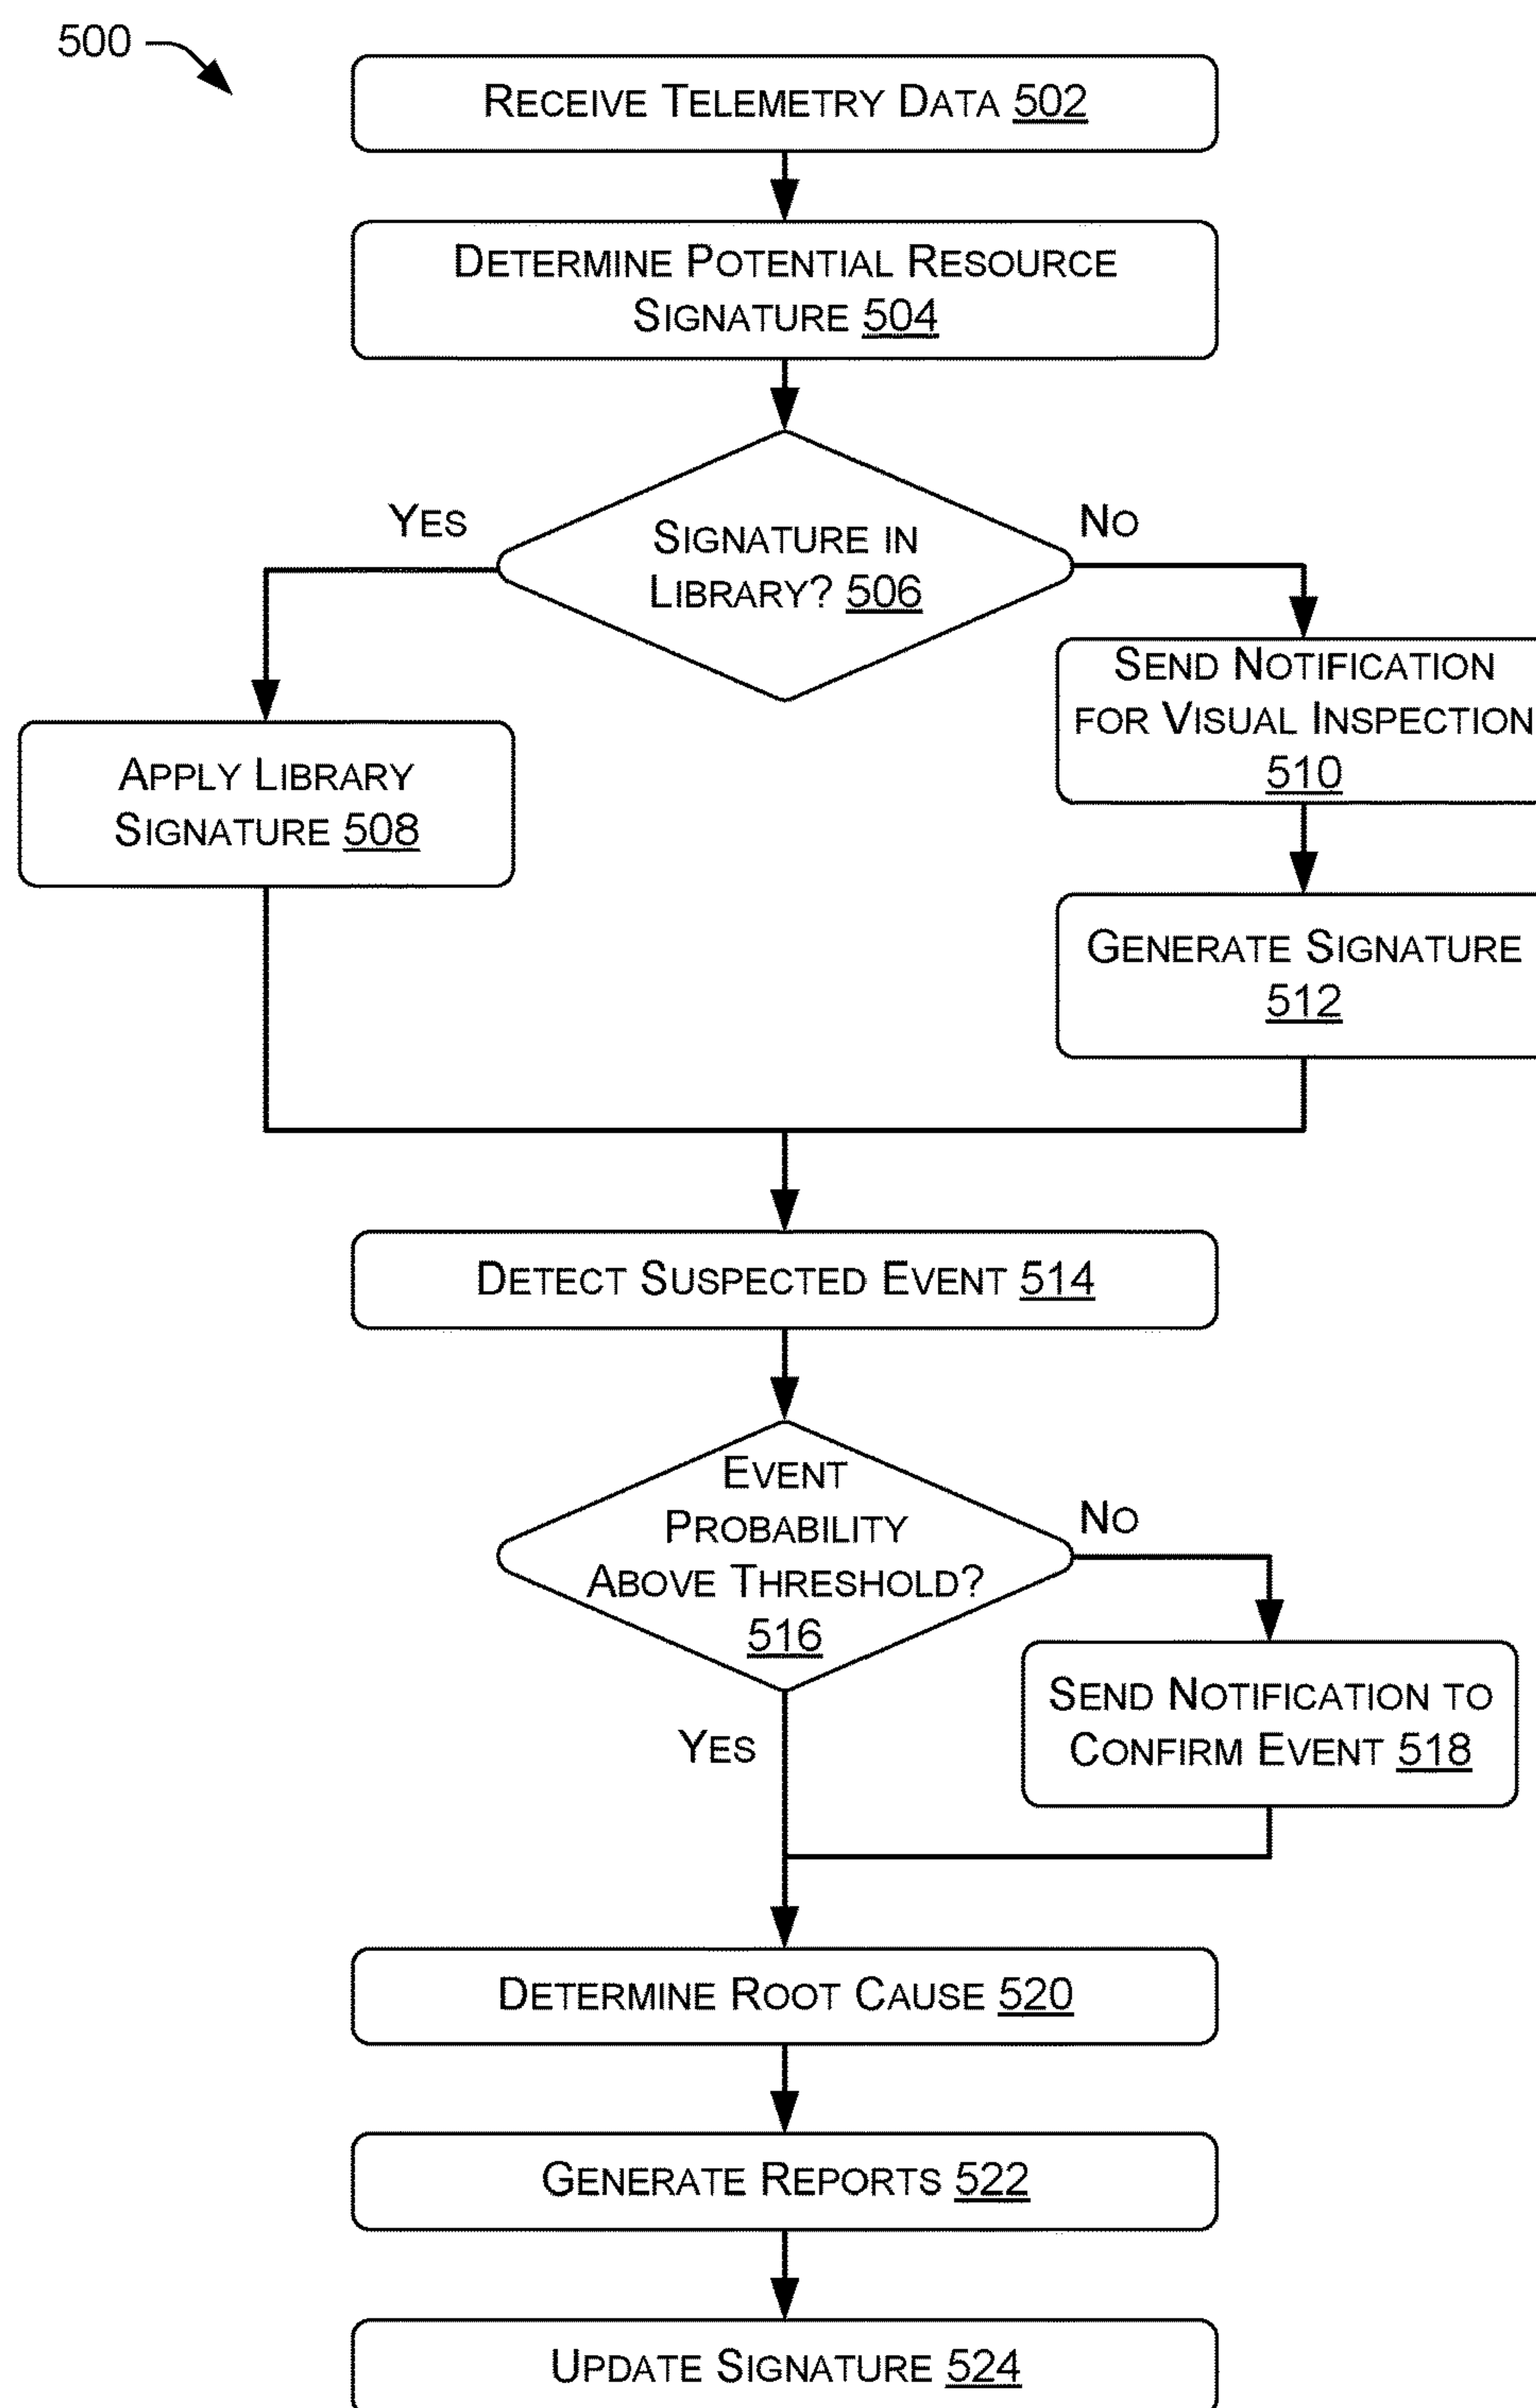 500
RECEIVE TELEMETRY DATA 502
DETERMINE POTENTIAL RESOURCE
SIGNATURE 504
YES
SIGNATURE IN
LIBRARY? 506
NO
SEND NOTIFICATION
FOR VISUAL INSPECTION
510
APPLY LIBRARY
SIGNATURE 508
GENERATE SIGNATURE
512
DETECT SUSPECTED EVENT 514
EVENT
PROBABILITY
ABOVE THRESHOLD?
516
NO
YES
SEND NOTIFICATION TO
CONFIRM EVENT 518
DETERMINE ROOT CAUSE 520
GENERATE REPORTS 522
UPDATE SIGNATURE 524